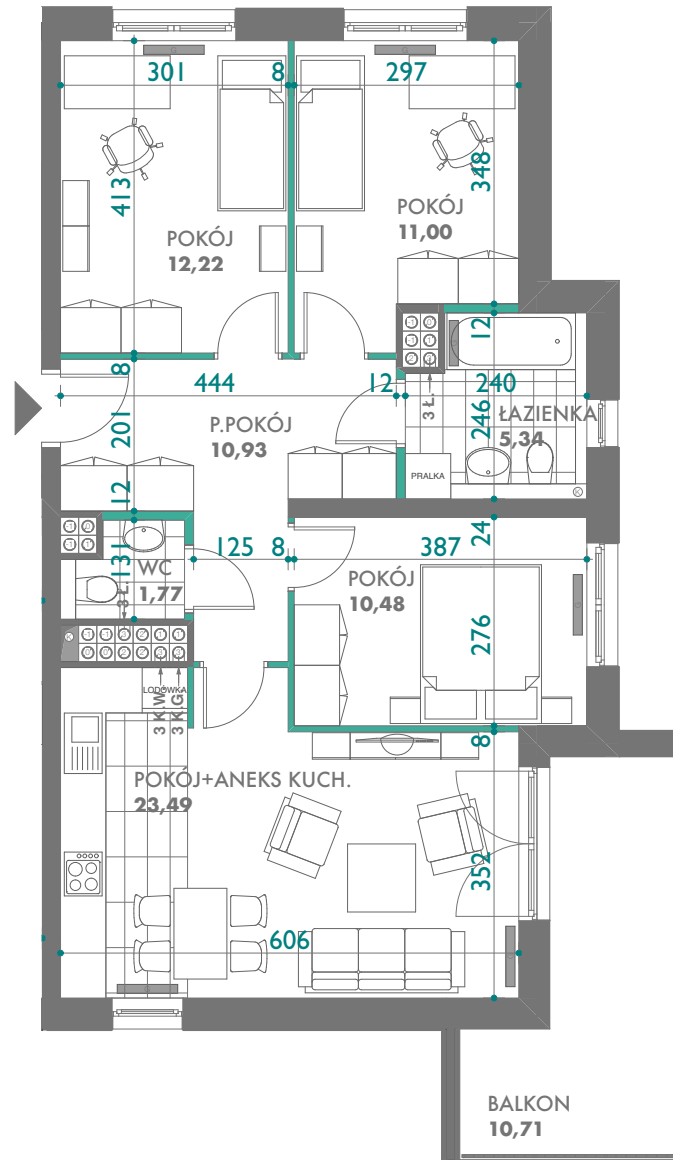 301
8
297
413
348
POKÓJ
12,22
POKÓJ
11,00
12
8
444
12
240
3 Ł.
201
P.POKÓJ
10,93
246
ŁAZIENKA
5,34
PRALKA
12
24
131
3 Ł.
WC
1,77
125
8
387
POKÓJ
10,48
276
LODÓWKA
3 K.W.
3 K.G.
8
POKÓJ+ANEKS KUCH.
23,49
352
606
BALKON
10,71